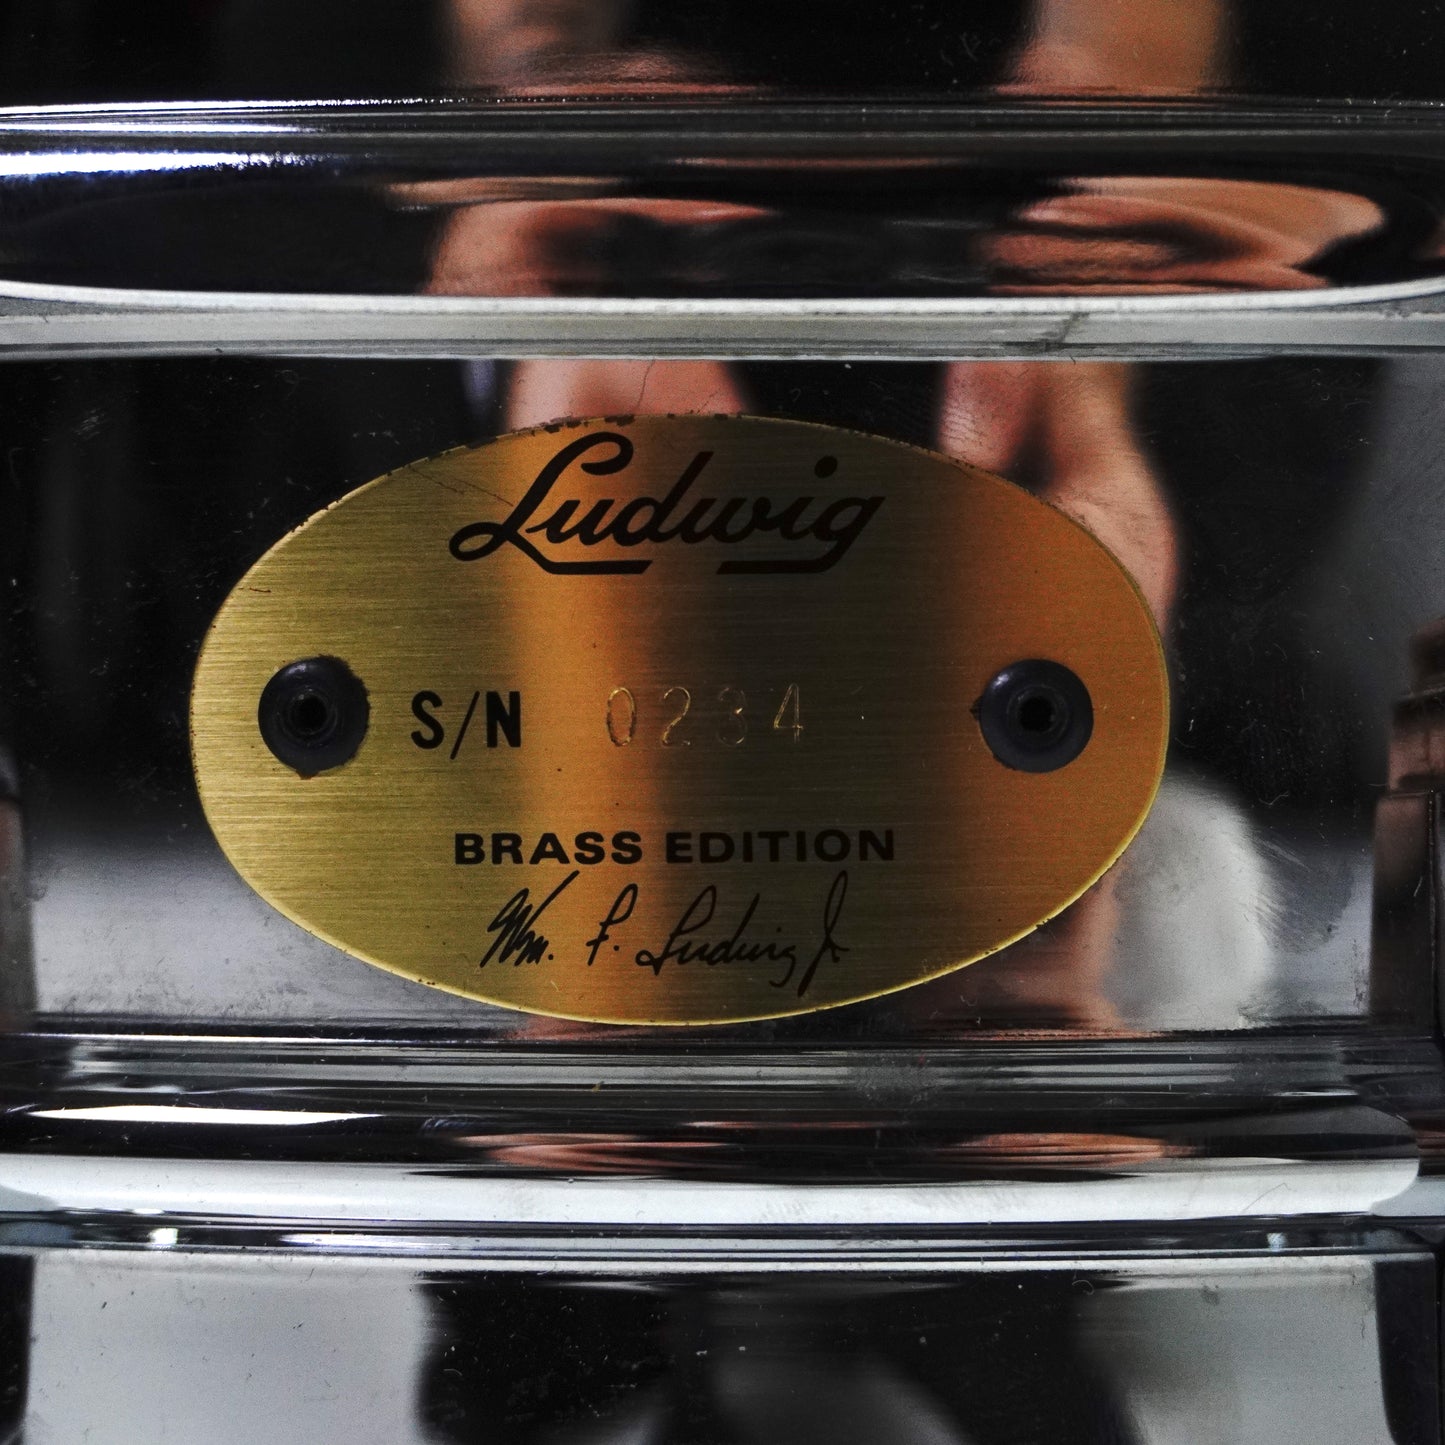 Ludwig
S/N 0234
BRASS EDITION
Wm. F. Ludwig Jr